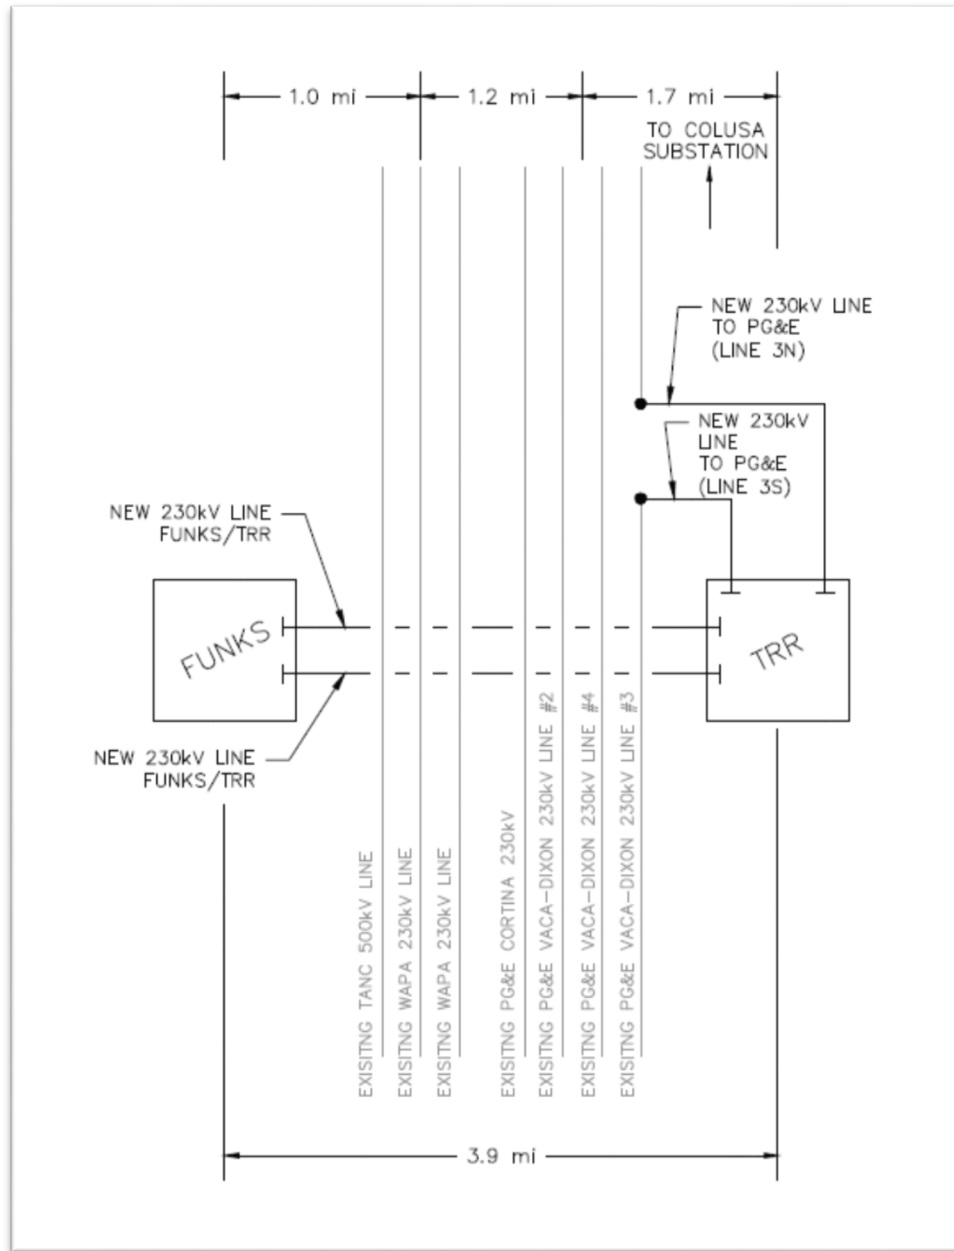 1.0 mi
1.2 mi
1.7 mi
TO COLUSA
SUBSTATION
NEW 230kV LINE
TO PG&E
(LINE 3N)
NEW 230kV
LINE
TO PG&E
(LINE 3S)
NEW 230kV LINE
FUNKS/TRR
FUNKS
TRR
NEW 230kV LINE
FUNKS/TRR
EXISITNG TANC 500kV LINE
EXISITNG WAPA 230kV LINE
EXISITNG WAPA 230kV LINE
EXISITNG PG&E CORTINA 230kV
EXISITNG PG&E VACA-DIXON 230kV LINE #2
EXISITNG PG&E VACA-DIXON 230kV LINE #4
EXISITNG PG&E VACA-DIXON 230kV LINE #3
3.9 mi